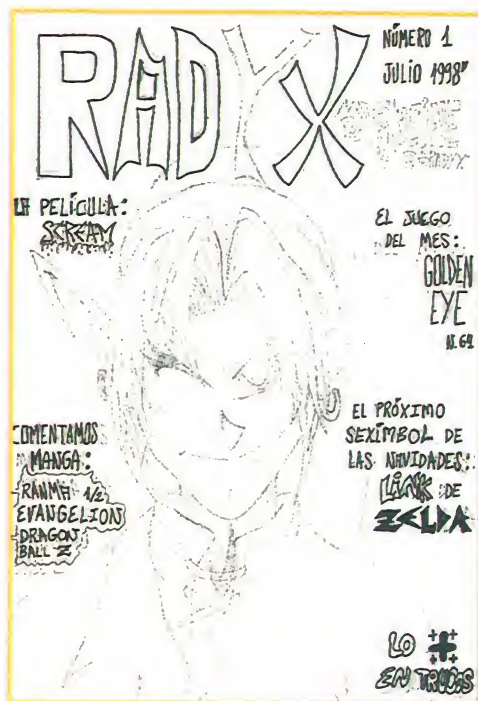 RAD X
NÚMERO 1
JULIO 1998
LA PELÍCULA:
SCREAM
EL JUEGO
DEL MES:
GOLDEN
EYE
N.64
COMENTAMOS
MANGA:
RANMA 1/2
EVANGELION
DRAGON
BALL Z
EL PRÓXIMO
SEXÍMBOL DE
LAS NAVIDADES:
LINK DE
ZELDA
LO +
EN TRUCOS